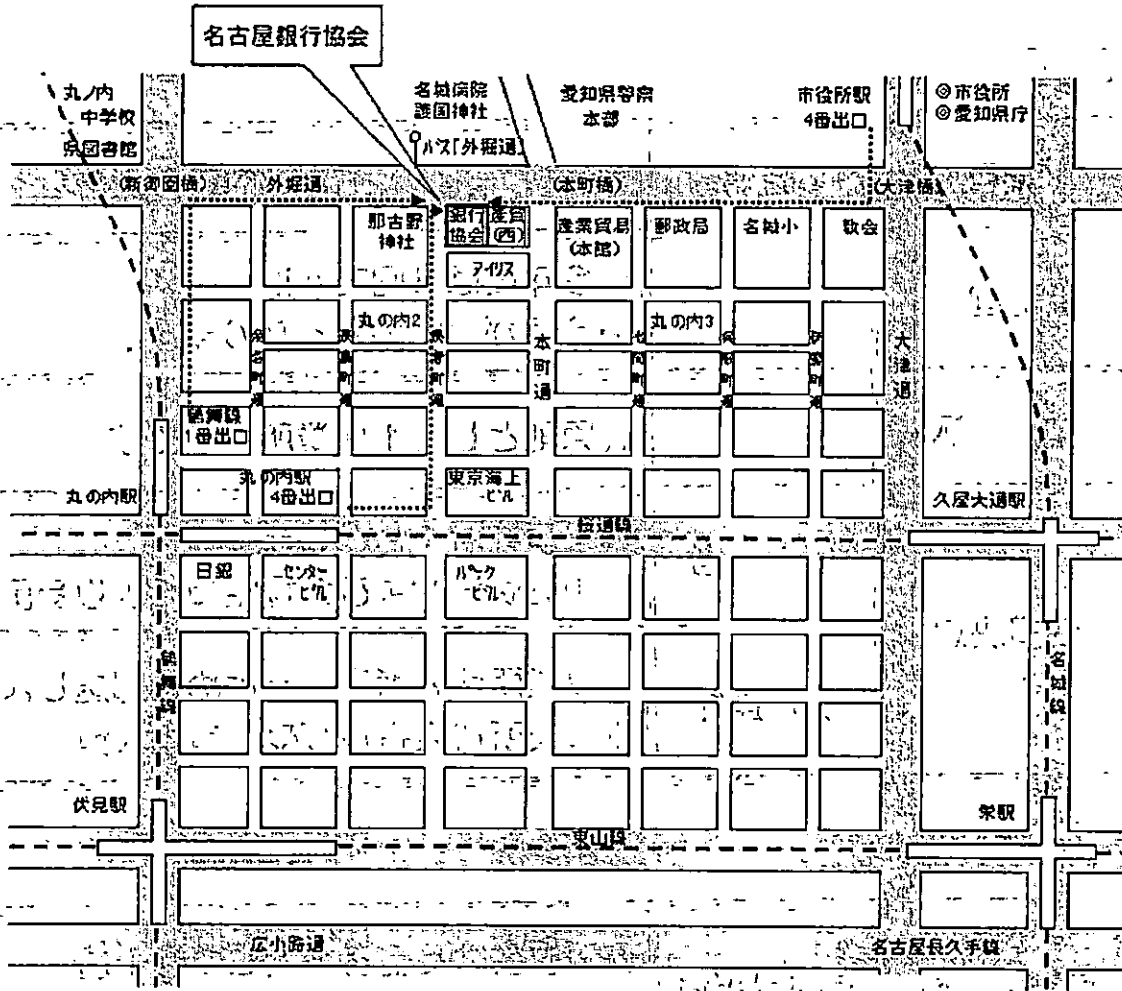 名古屋銀行協会
丸ノ内
中学校
県図書館
名城病院
護国神社
バス「外堀通」
愛知県警察
本部
市役所駅
4番出口
◎市役所
◎愛知県庁
(新御園橋)
外堀通
(本町橋)
(大津橋)
那古野
神社
銀行
協会
産貿
(西)
産業貿易
(本館)
郵政局
名城小
教会
アイリス
丸の内2
丸の内3
本町通
大津通
鶴舞線
1番出口
丸の内駅
4番出口
東京海上
ビル
丸の内駅
久屋大通駅
桜通線
日銀
センター
ビル
パーク
ビル
鶴舞線
名城線
伏見駅
栄駅
東山線
広小路通
名古屋長久手線